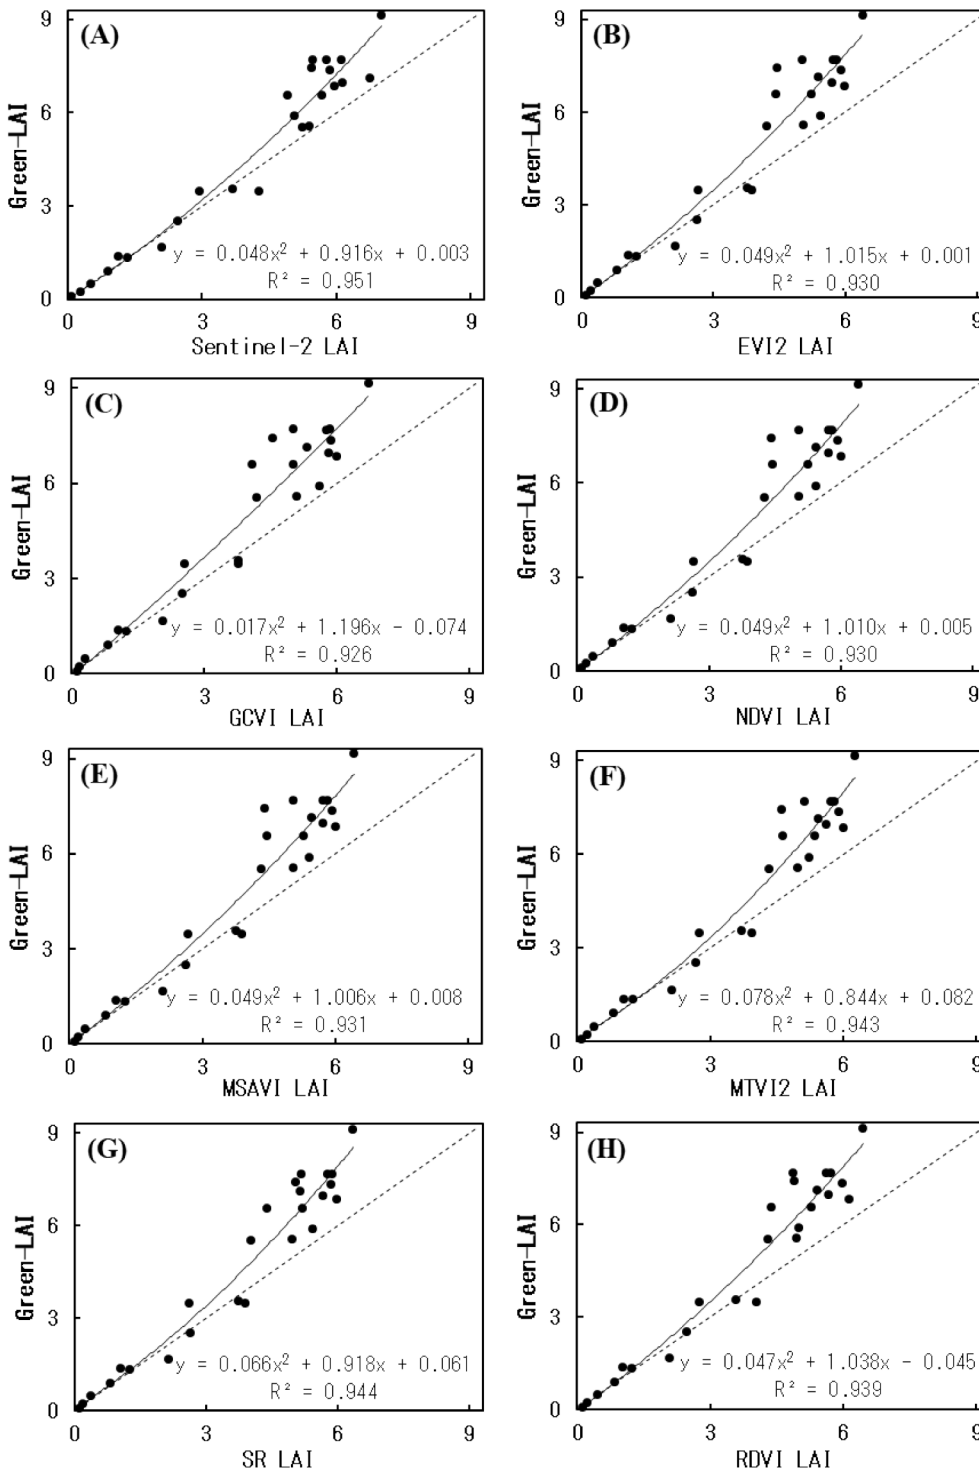 (A)
9
6
3
0
Green-LAI
y = 0.048x² + 0.916x + 0.003
R² = 0.951
0 3 6 9
Sentinel-2 LAI
(B)
9
6
3
0
Green-LAI
y = 0.049x² + 1.015x + 0.001
R² = 0.930
0 3 6 9
EVI2 LAI
(C)
9
6
3
0
Green-LAI
y = 0.017x² + 1.196x − 0.074
R² = 0.926
0 3 6 9
GCVI LAI
(D)
9
6
3
0
Green-LAI
y = 0.049x² + 1.010x + 0.005
R² = 0.930
0 3 6 9
NDVI LAI
(E)
9
6
3
0
Green-LAI
y = 0.049x² + 1.006x + 0.008
R² = 0.931
0 3 6 9
MSAVI LAI
(F)
9
6
3
0
Green-LAI
y = 0.078x² + 0.844x + 0.082
R² = 0.943
0 3 6 9
MTVI2 LAI
(G)
9
6
3
0
Green-LAI
y = 0.066x² + 0.918x + 0.061
R² = 0.944
0 3 6 9
SR LAI
(H)
9
6
3
0
Green-LAI
y = 0.047x² + 1.038x − 0.045
R² = 0.939
0 3 6 9
RDVI LAI